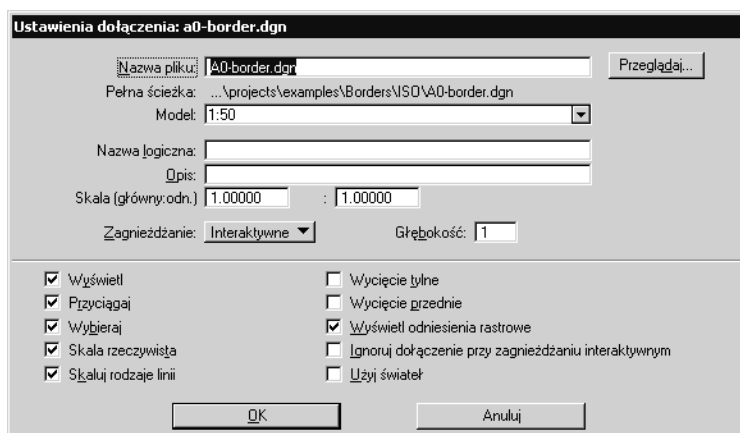 Ustawienia dołączenia: a0-border.dgn
Nazwa pliku: A0-border.dgn Przeglądaj...
Pełna ścieżka: ...\projects\examples\Borders\ISO\A0-border.dgn
Model: 1:50
Nazwa logiczna:
Opis:
Skala (główny:odn.) 1.00000 : 1.00000
Zagnieżdżanie: Interaktywne Głębokość: 1
Wyświetl
Przyciągaj
Wybieraj
Skala rzeczywista
Skaluj rodzaje linii
Wycięcie tylne
Wycięcie przednie
Wyświetl odniesienia rastrowe
Ignoruj dołączenie przy zagnieżdżaniu interaktywnym
Użyj świateł
OK Anuluj